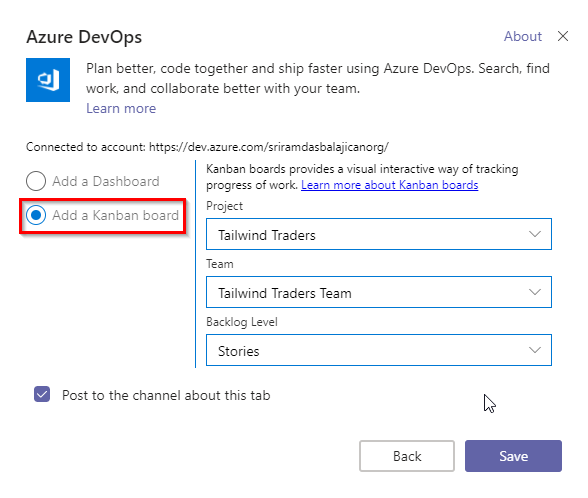 Azure DevOps
About
Plan better, code together and ship faster using Azure DevOps. Search, find
work, and collaborate better with your team.
Learn more
Connected to account: https://dev.azure.com/sriramdasbalajicanorg/
Add a Dashboard
Add a Kanban board
Kanban boards provides a visual interactive way of tracking
progress of work. Learn more about Kanban boards
Project
Tailwind Traders
Team
Tailwind Traders Team
Backlog Level
Stories
Post to the channel about this tab
Back
Save